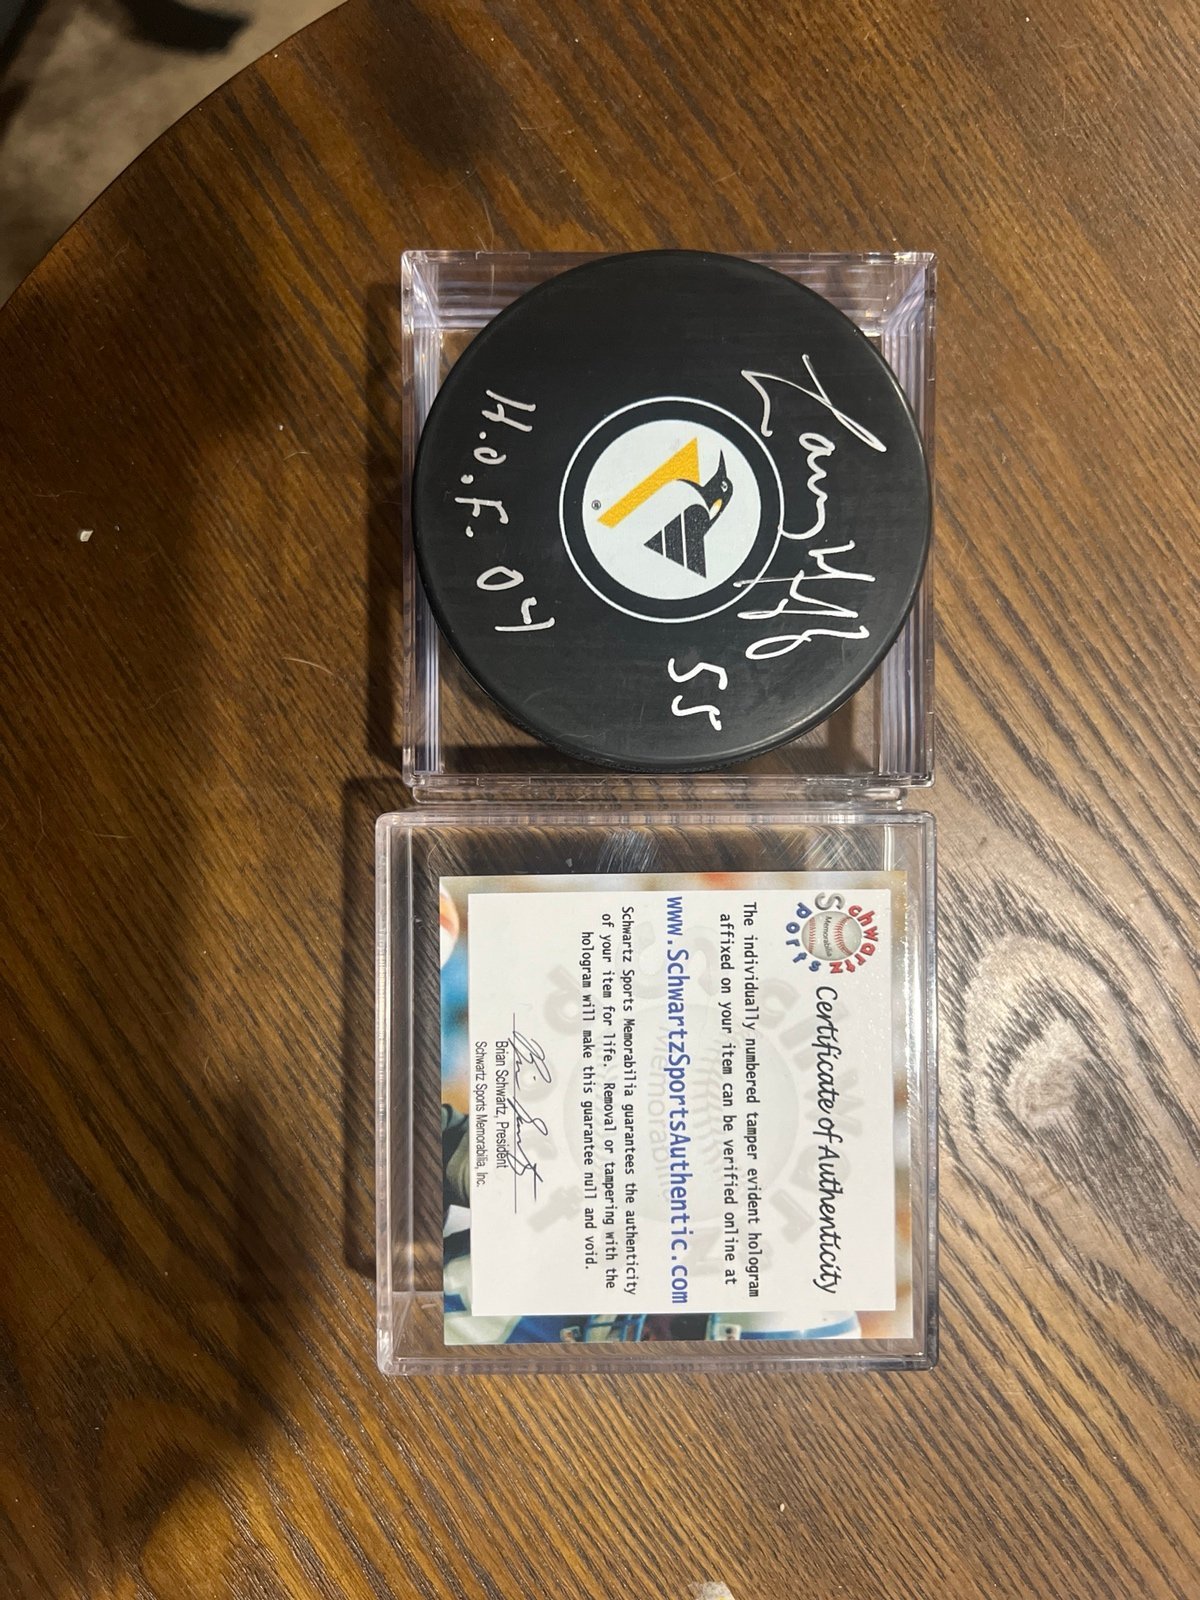 Larry Murphy
55
H.O.F. 04
®
Schwartz
Sports
Memorabilia
Certificate of Authenticity
The individually numbered tamper evident hologram
affixed on your item can be verified online at
www.SchwartzSportsAuthentic.com
Schwartz Sports Memorabilia guarantees the authenticity
of your item for life. Removal or tampering with the
hologram will make this guarantee null and void.
Brian Schwartz, President
Schwartz Sports Memorabilia, Inc.